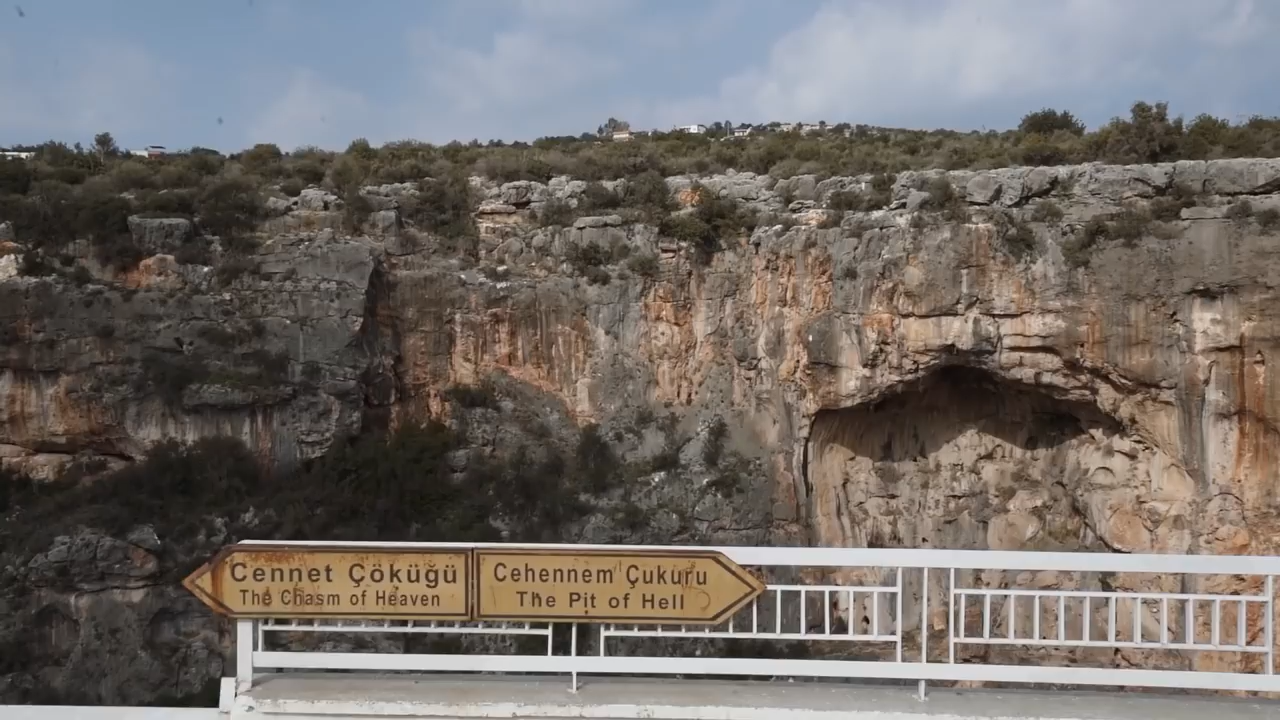 Cennet Çöküğü
The Chasm of Heaven
Cehennem Çukuru
The Pit of Hell